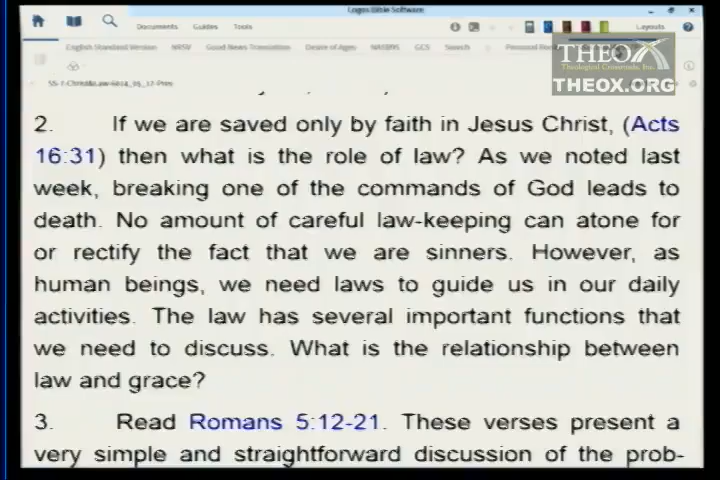 Logos Bible Software
Documents Guides Tools Layouts
English Standard Version NRSV Good News Translation Desire of Ages NASB95 GCS Search Personal
THEOX
Theological Crossroads, Inc.
THEOX.ORG
2. If we are saved only by faith in Jesus Christ, (Acts
16:31) then what is the role of law? As we noted last
week, breaking one of the commands of God leads to
death. No amount of careful law-keeping can atone for
or rectify the fact that we are sinners. However, as
human beings, we need laws to guide us in our daily
activities. The law has several important functions that
we need to discuss. What is the relationship between
law and grace?
3. Read Romans 5:12-21. These verses present a
very simple and straightforward discussion of the prob-